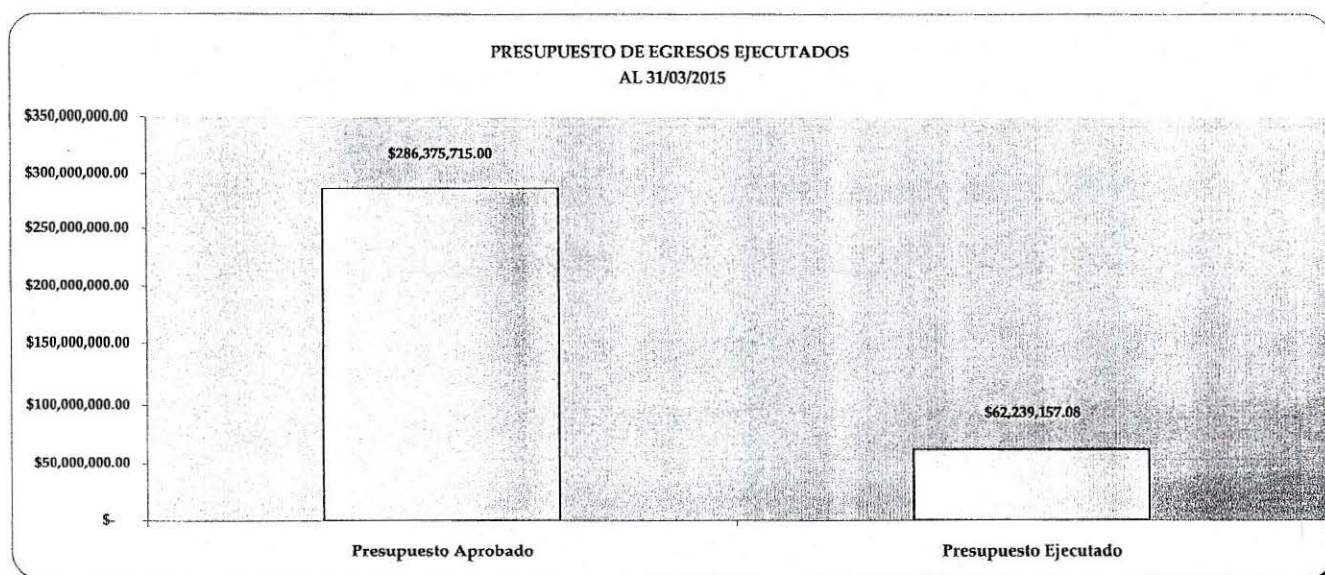 PRESUPUESTO DE EGRESOS EJECUTADOS
AL 31/03/2015
$350,000,000.00
$300,000,000.00
$250,000,000.00
$200,000,000.00
$150,000,000.00
$100,000,000.00
$50,000,000.00
$-
$286,375,715.00
$62,239,157.08
Presupuesto Aprobado
Presupuesto Ejecutado